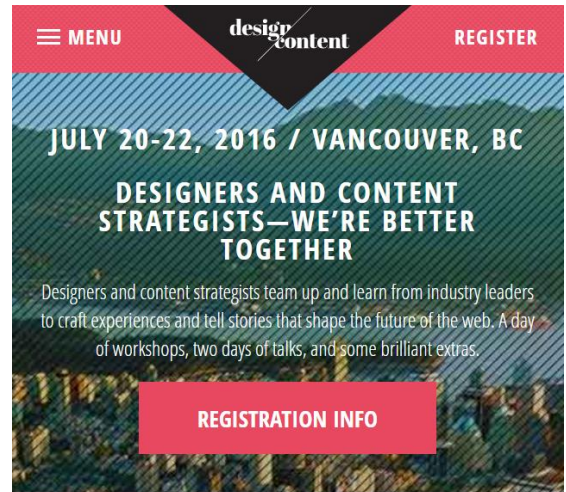 MENU
design
content
REGISTER
JULY 20-22, 2016 / VANCOUVER, BC
DESIGNERS AND CONTENT
STRATEGISTS—WE'RE BETTER
TOGETHER
Designers and content strategists team up and learn from industry leaders
to craft experiences and tell stories that shape the future of the web. A day
of workshops, two days of talks, and some brilliant extras.
REGISTRATION INFO